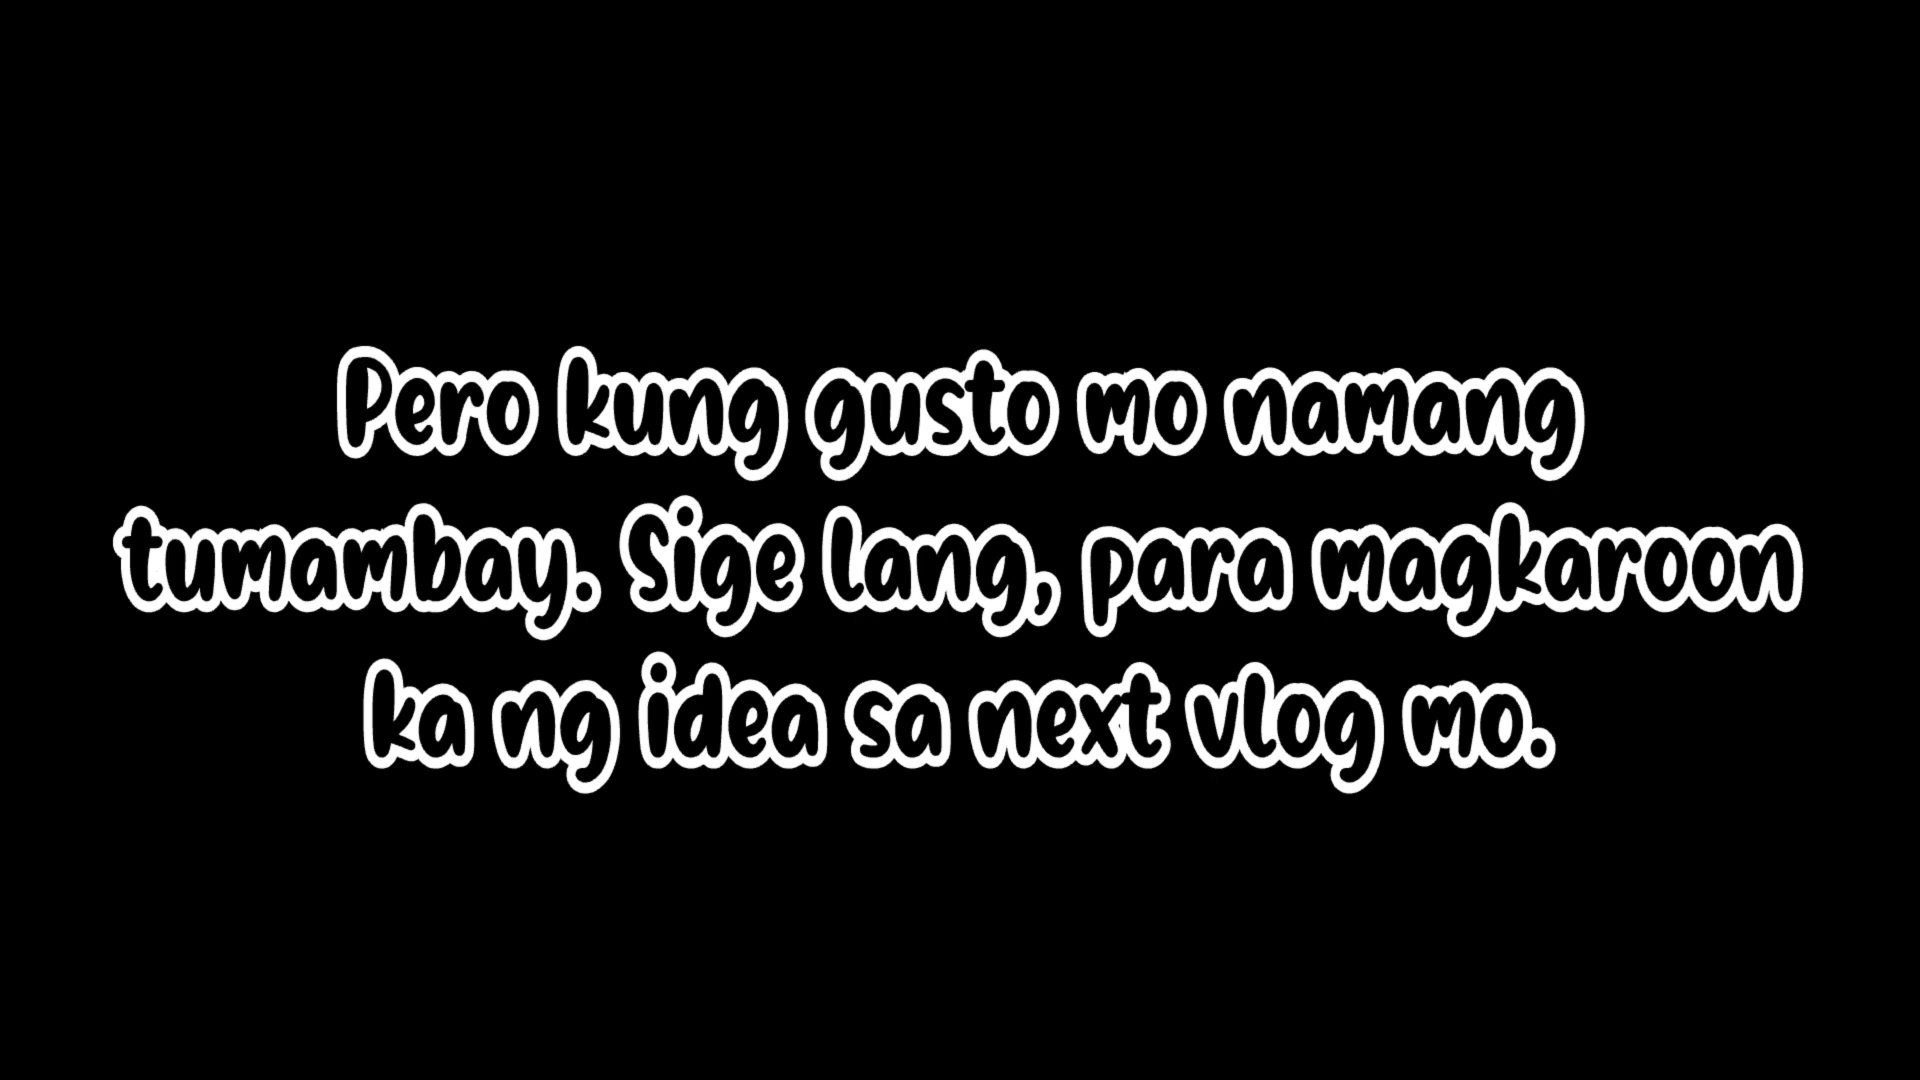 Pero kung gusto mo namang
tumambay. Sige lang, para magkaroon
ka ng idea sa next vlog mo.